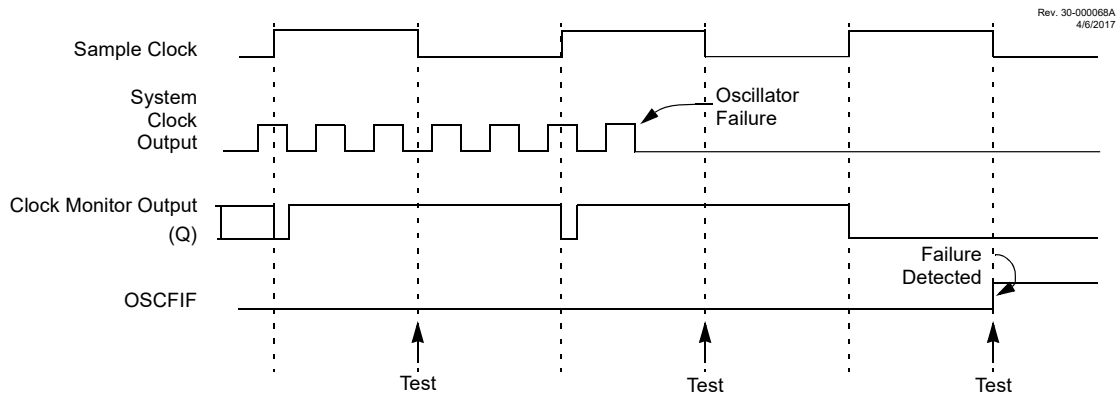 Rev. 30-000068A
4/6/2017
Sample Clock
System
Clock
Output
Oscillator
Failure
Clock Monitor Output
(Q)
Failure
Detected
OSCFIF
Test
Test
Test